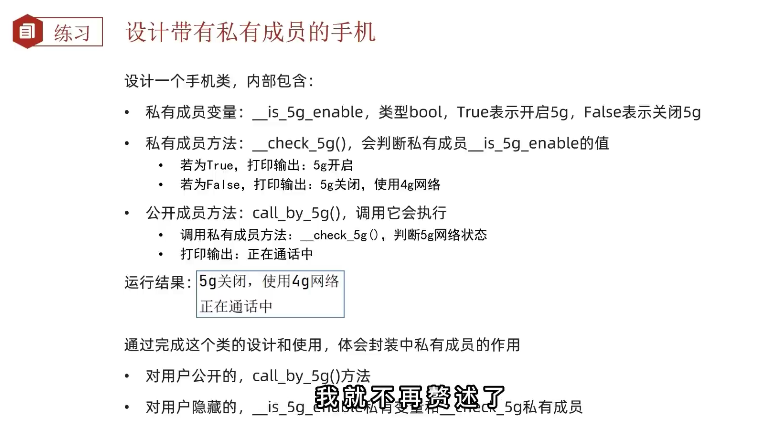 练习
设计带有私有成员的手机
设计一个手机类，内部包含：
• 私有成员变量：__is_5g_enable，类型bool，True表示开启5g，False表示关闭5g
• 私有成员方法：__check_5g()，会判断私有成员__is_5g_enable的值
• 若为True，打印输出：5g开启
• 若为False，打印输出：5g关闭，使用4g网络
• 公开成员方法：call_by_5g()，调用它会执行
• 调用私有成员方法：__check_5g()，判断5g网络状态
• 打印输出：正在通话中
运行结果：
5g关闭，使用4g网络
正在通话中
通过完成这个类的设计和使用，体会封装中私有成员的作用
• 对用户公开的，call_by_5g()方法
• 对用户隐藏的，__is_5g_enable私有变量和__check_5g私有成员
我就不再赘述了